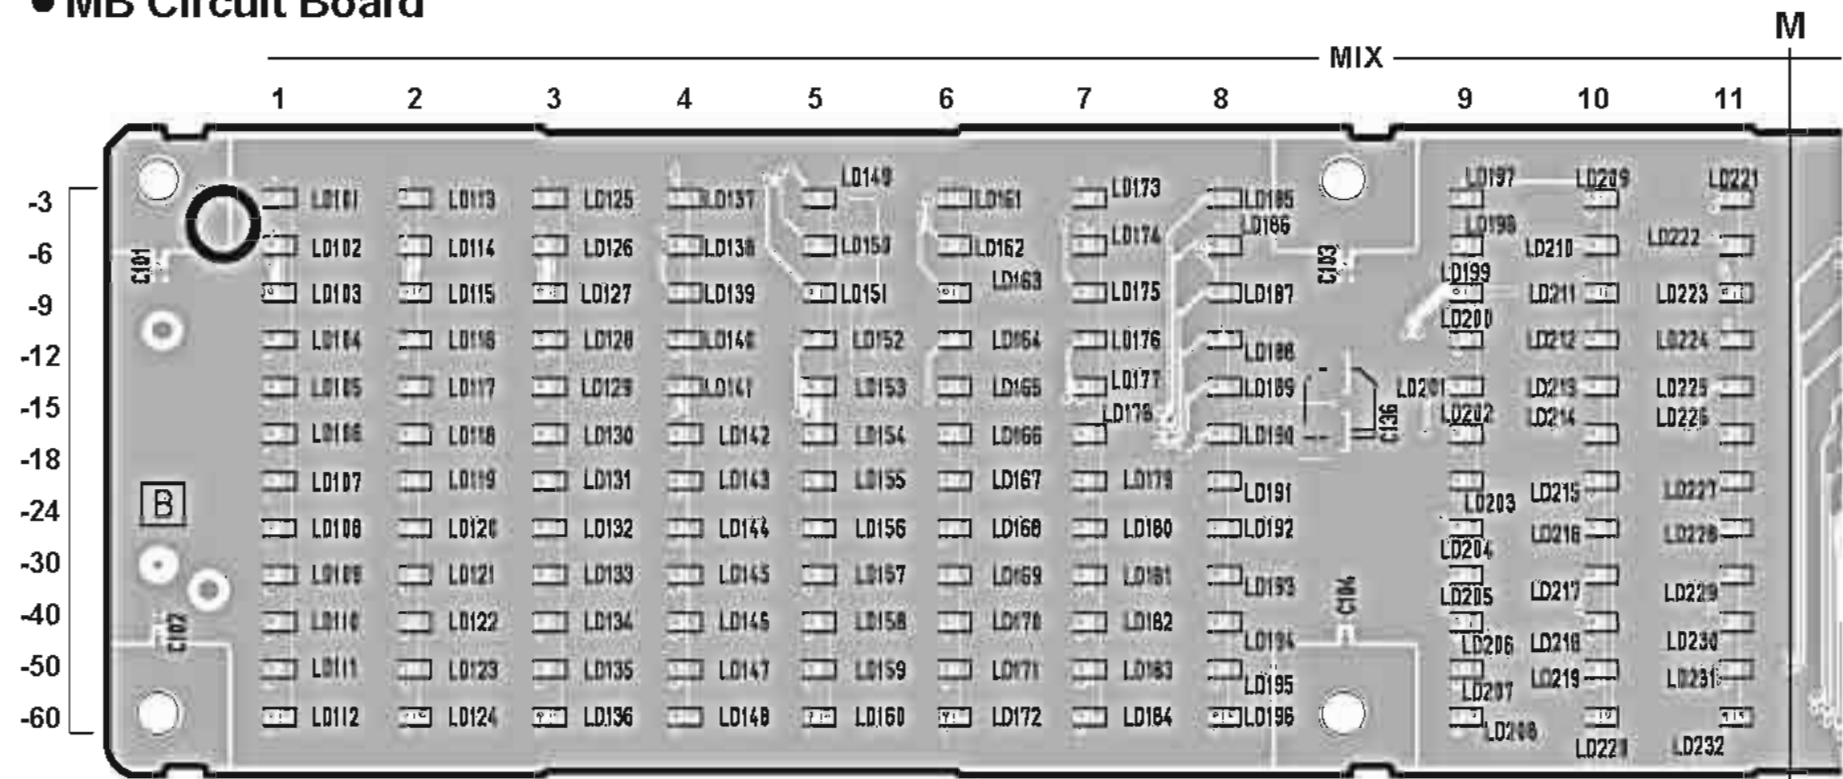 ● MB Circuit Board
M
MIX
1 2 3 4 5 6 7 8 9 10 11
-3 LD101 LD113 LD125 LD137 LD149 LD161 LD173 LD185 LD197 LD209 LD221
-6 LD102 LD114 LD126 LD138 LD150 LD162 LD174 LD186 LD198 LD210 LD222
C101 C103
-9 LD103 LD115 LD127 LD139 LD151 LD163 LD175 LD187 LD199 LD211 LD223
-12 LD104 LD116 LD128 LD140 LD152 LD164 LD176 LD188 LD200 LD212 LD224
-15 LD105 LD117 LD129 LD141 LD153 LD165 LD177 LD189 LD201 LD213 LD225
C136
-18 LD106 LD118 LD130 LD142 LD154 LD166 LD178 LD190 LD202 LD214 LD226
-24 LD107 LD119 LD131 LD143 LD155 LD167 LD179 LD191 LD203 LD215 LD227
B
-30 LD108 LD120 LD132 LD144 LD156 LD168 LD180 LD192 LD204 LD216 LD228
-40 LD109 LD121 LD133 LD145 LD157 LD169 LD181 LD193 LD205 LD217 LD229
C102 C104
-50 LD110 LD122 LD134 LD146 LD158 LD170 LD182 LD194 LD206 LD218 LD230
-60 LD111 LD123 LD135 LD147 LD159 LD171 LD183 LD195 LD207 LD219 LD231
LD112 LD124 LD136 LD148 LD160 LD172 LD184 LD196 LD208 LD220 LD232